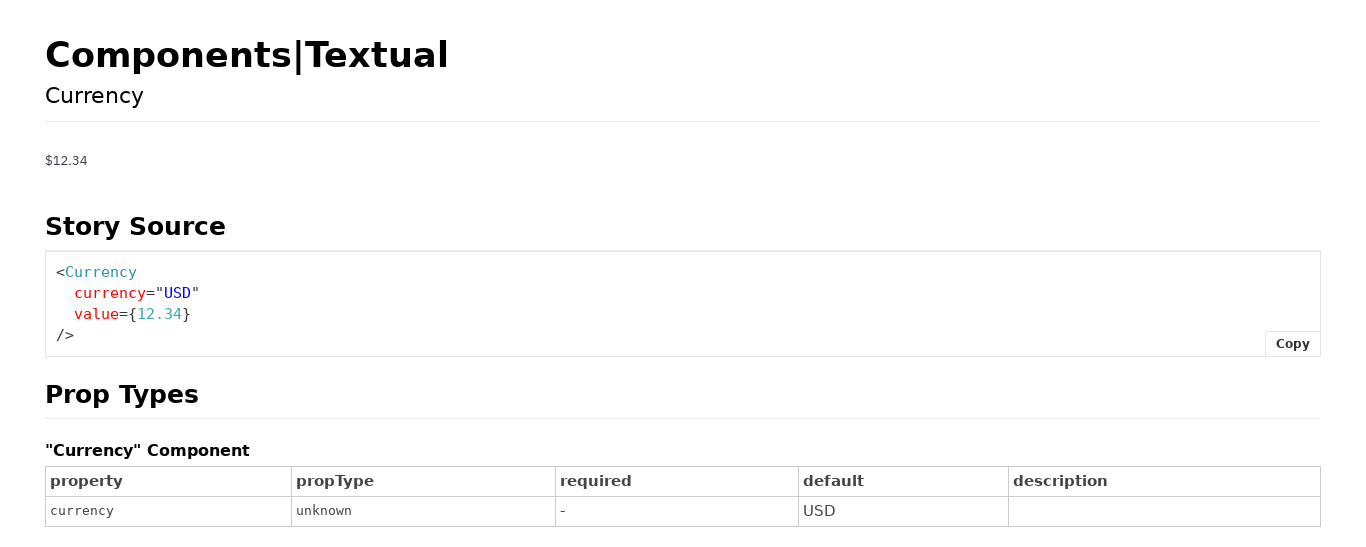 Components|Textual
Currency
$12.34
Story Source
<Currency
  currency="USD"
  value={12.34}
/>
Copy
Prop Types
"Currency" Component
property propType required default description
currency unknown - USD